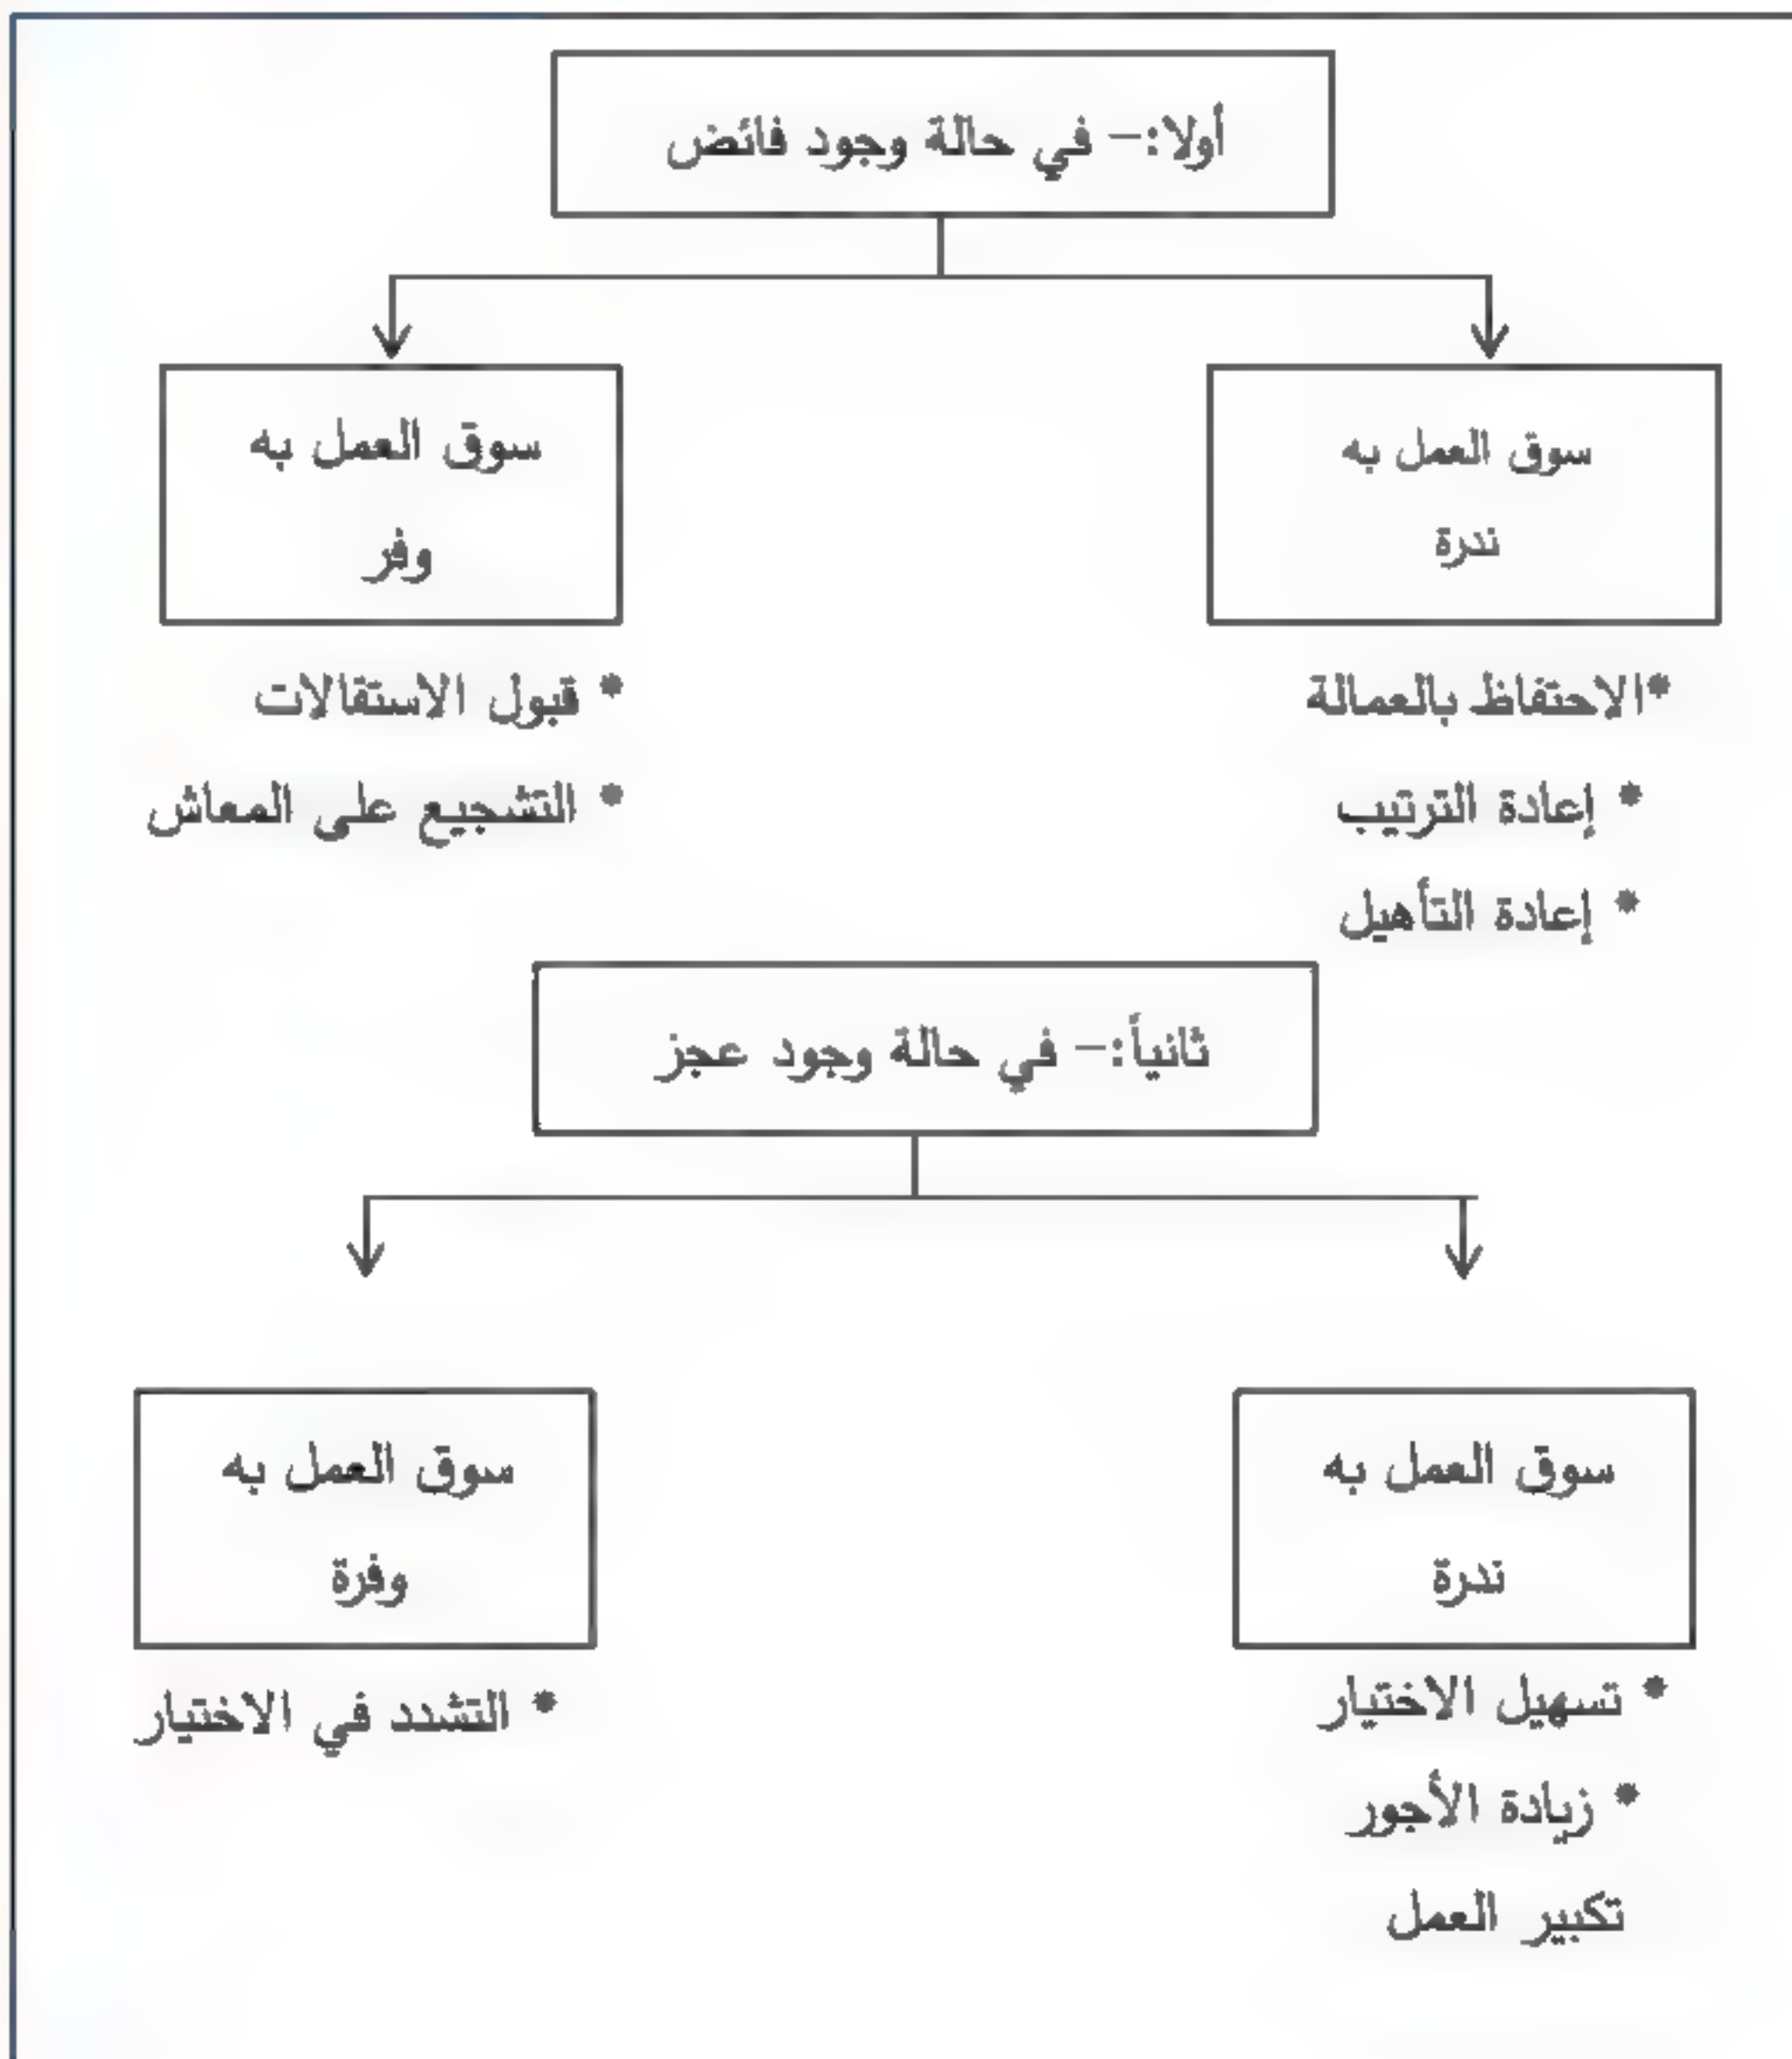 أولا:- في حالة وجود فائض
سوق العمل به
ندرة
*الاحتفاظ بالعمالة
* إعادة الترتيب
* إعادة التأهيل
سوق العمل به
وفر
* قبول الاستقالات
* التشجيع على المعاش
ثانيأ:- في حالة وجود عجز
سوق العمل به
ندرة
* تسهيل الاختيار
* زيادة الأجور
تكبير العمل
سوق العمل به
وفرة
* التشدد في الاختيار